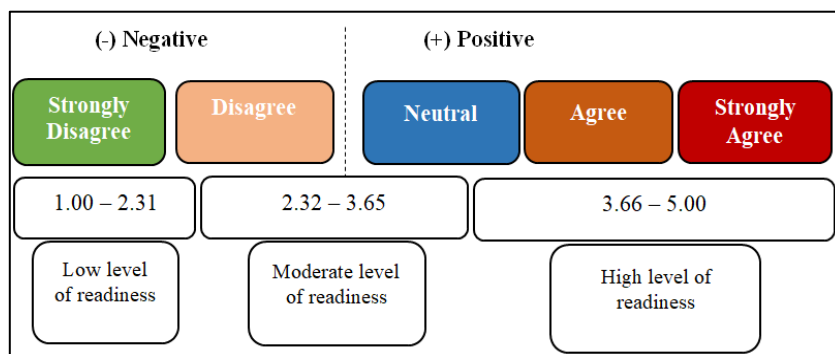 (-) Negative
(+) Positive
Strongly
Disagree
Disagree
Neutral
Agree
Strongly
Agree
1.00 – 2.31
2.32 – 3.65
3.66 – 5.00
Low level
of readiness
Moderate level
of readiness
High level of
readiness